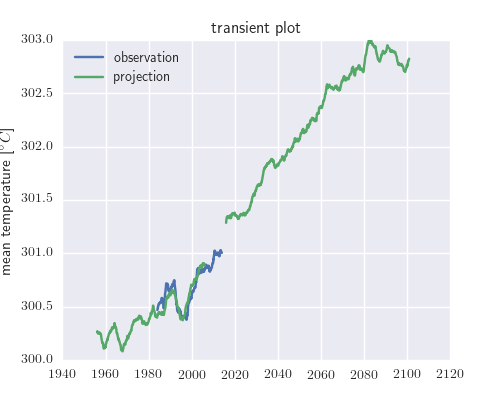 transient plot
303.0
302.5
302.0
301.5
301.0
300.5
300.0
mean temperature [°C]
observation
projection
1940 1960 1980 2000 2020 2040 2060 2080 2100 2120